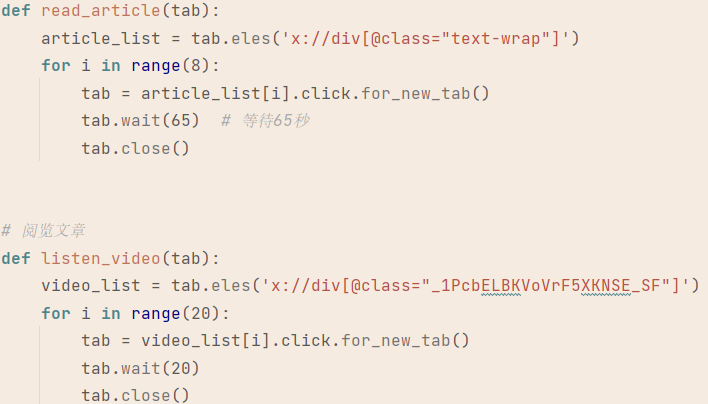 def read_article(tab):
    article_list = tab.eles('x://div[@class="text-wrap"]')
    for i in range(8):
        tab = article_list[i].click.for_new_tab()
        tab.wait(65)  # 等待65秒
        tab.close()
# 阅览文章
def listen_video(tab):
    video_list = tab.eles('x://div[@class="_1PcbELBKVoVrF5XKNSE_SF"]')
    for i in range(20):
        tab = video_list[i].click.for_new_tab()
        tab.wait(20)
        tab.close()